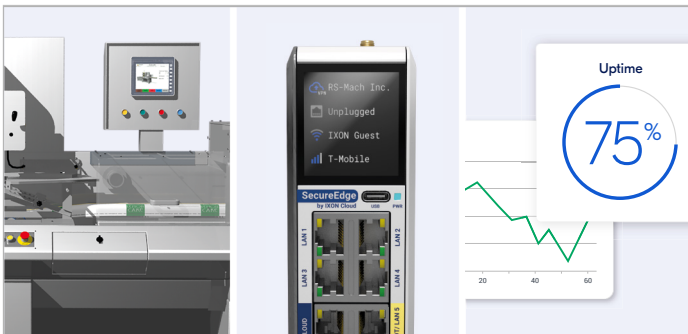 RS-Mach Inc.
VPN
Unplugged
IXON Guest
T-Mobile
SecureEdge
by IXON Cloud
USB
PWR
LAN 1
LAN 2
LAN 3
LAN 4
Uptime
75%
20
40
60